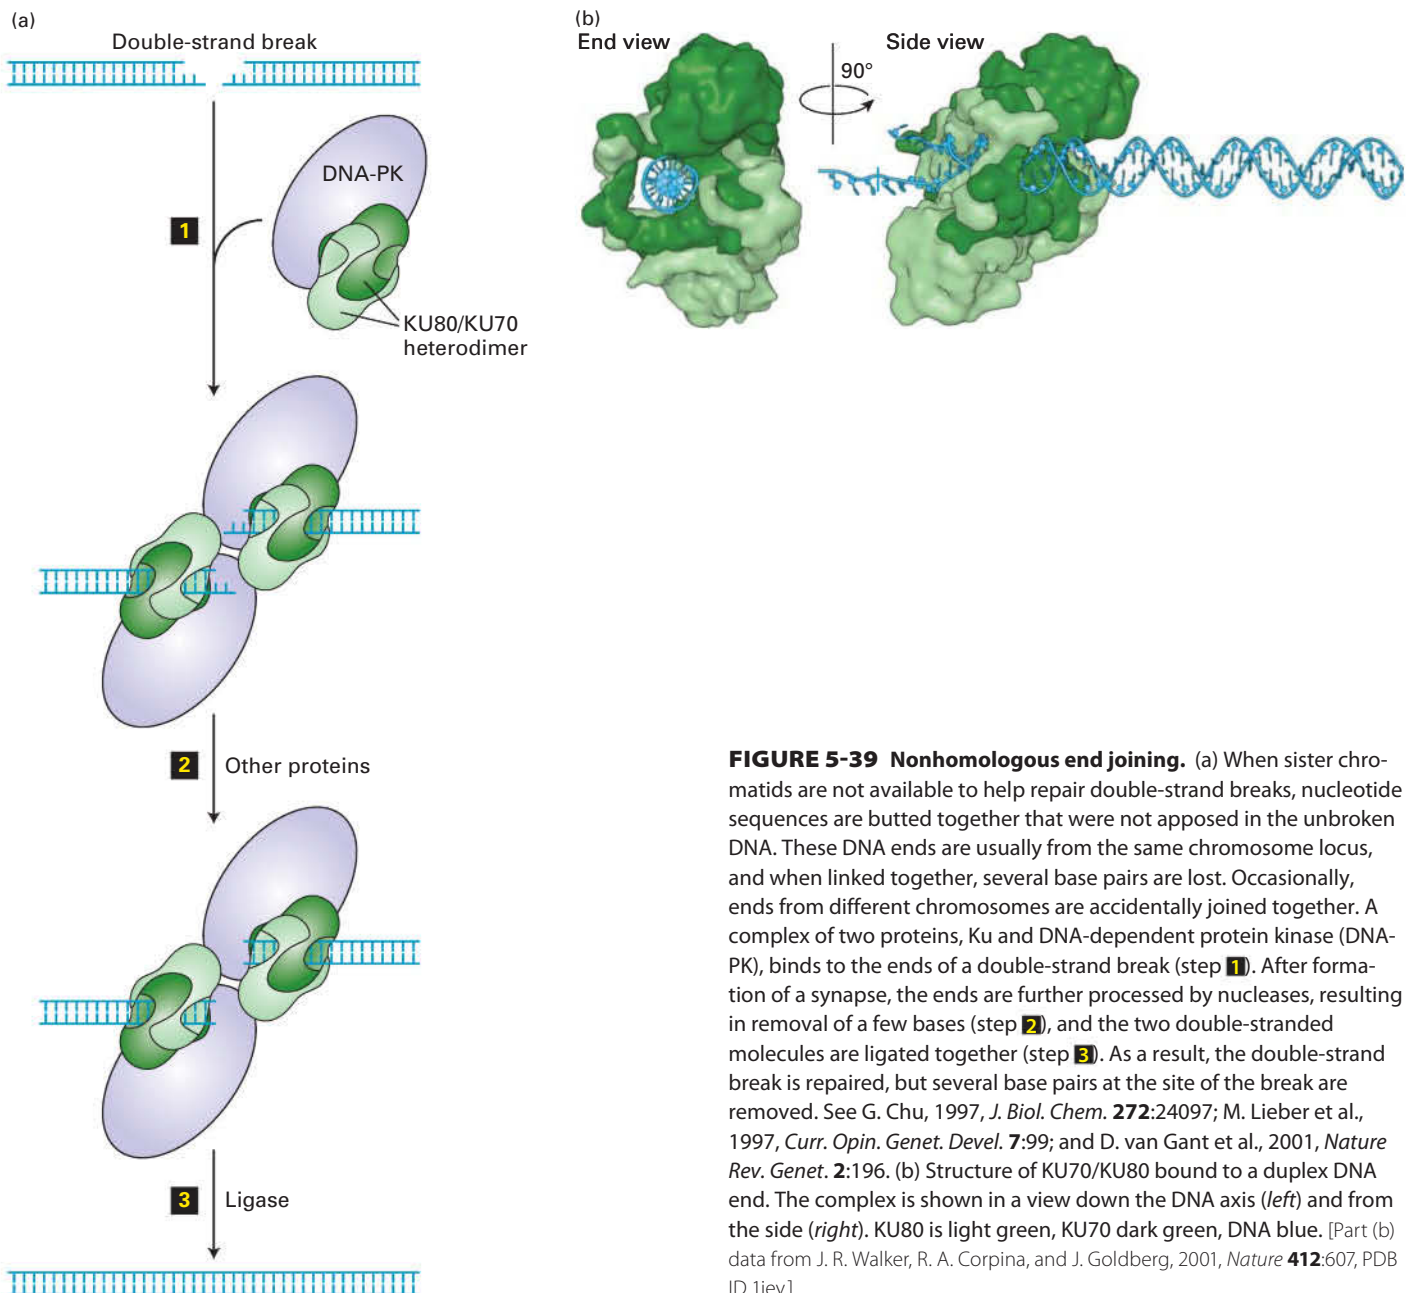 (a)
Double-strand break
DNA-PK
1
KU80/KU70
heterodimer
2
Other proteins
3
Ligase
(b)
End view
Side view
90°
FIGURE 5-39 Nonhomologous end joining. (a) When sister chro-
matids are not available to help repair double-strand breaks, nucleotide
sequences are butted together that were not apposed in the unbroken
DNA. These DNA ends are usually from the same chromosome locus,
and when linked together, several base pairs are lost. Occasionally,
ends from different chromosomes are accidentally joined together. A
complex of two proteins, Ku and DNA-dependent protein kinase (DNA-
PK), binds to the ends of a double-strand break (step 1). After forma-
tion of a synapse, the ends are further processed by nucleases, resulting
in removal of a few bases (step 2), and the two double-stranded
molecules are ligated together (step 3). As a result, the double-strand
break is repaired, but several base pairs at the site of the break are
removed. See G. Chu, 1997, J. Biol. Chem. 272:24097; M. Lieber et al.,
1997, Curr. Opin. Genet. Devel. 7:99; and D. van Gant et al., 2001, Nature
Rev. Genet. 2:196. (b) Structure of KU70/KU80 bound to a duplex DNA
end. The complex is shown in a view down the DNA axis (left) and from
the side (right). KU80 is light green, KU70 dark green, DNA blue. [Part (b)
data from J. R. Walker, R. A. Corpina, and J. Goldberg, 2001, Nature 412:607, PDB
ID 1jey.]